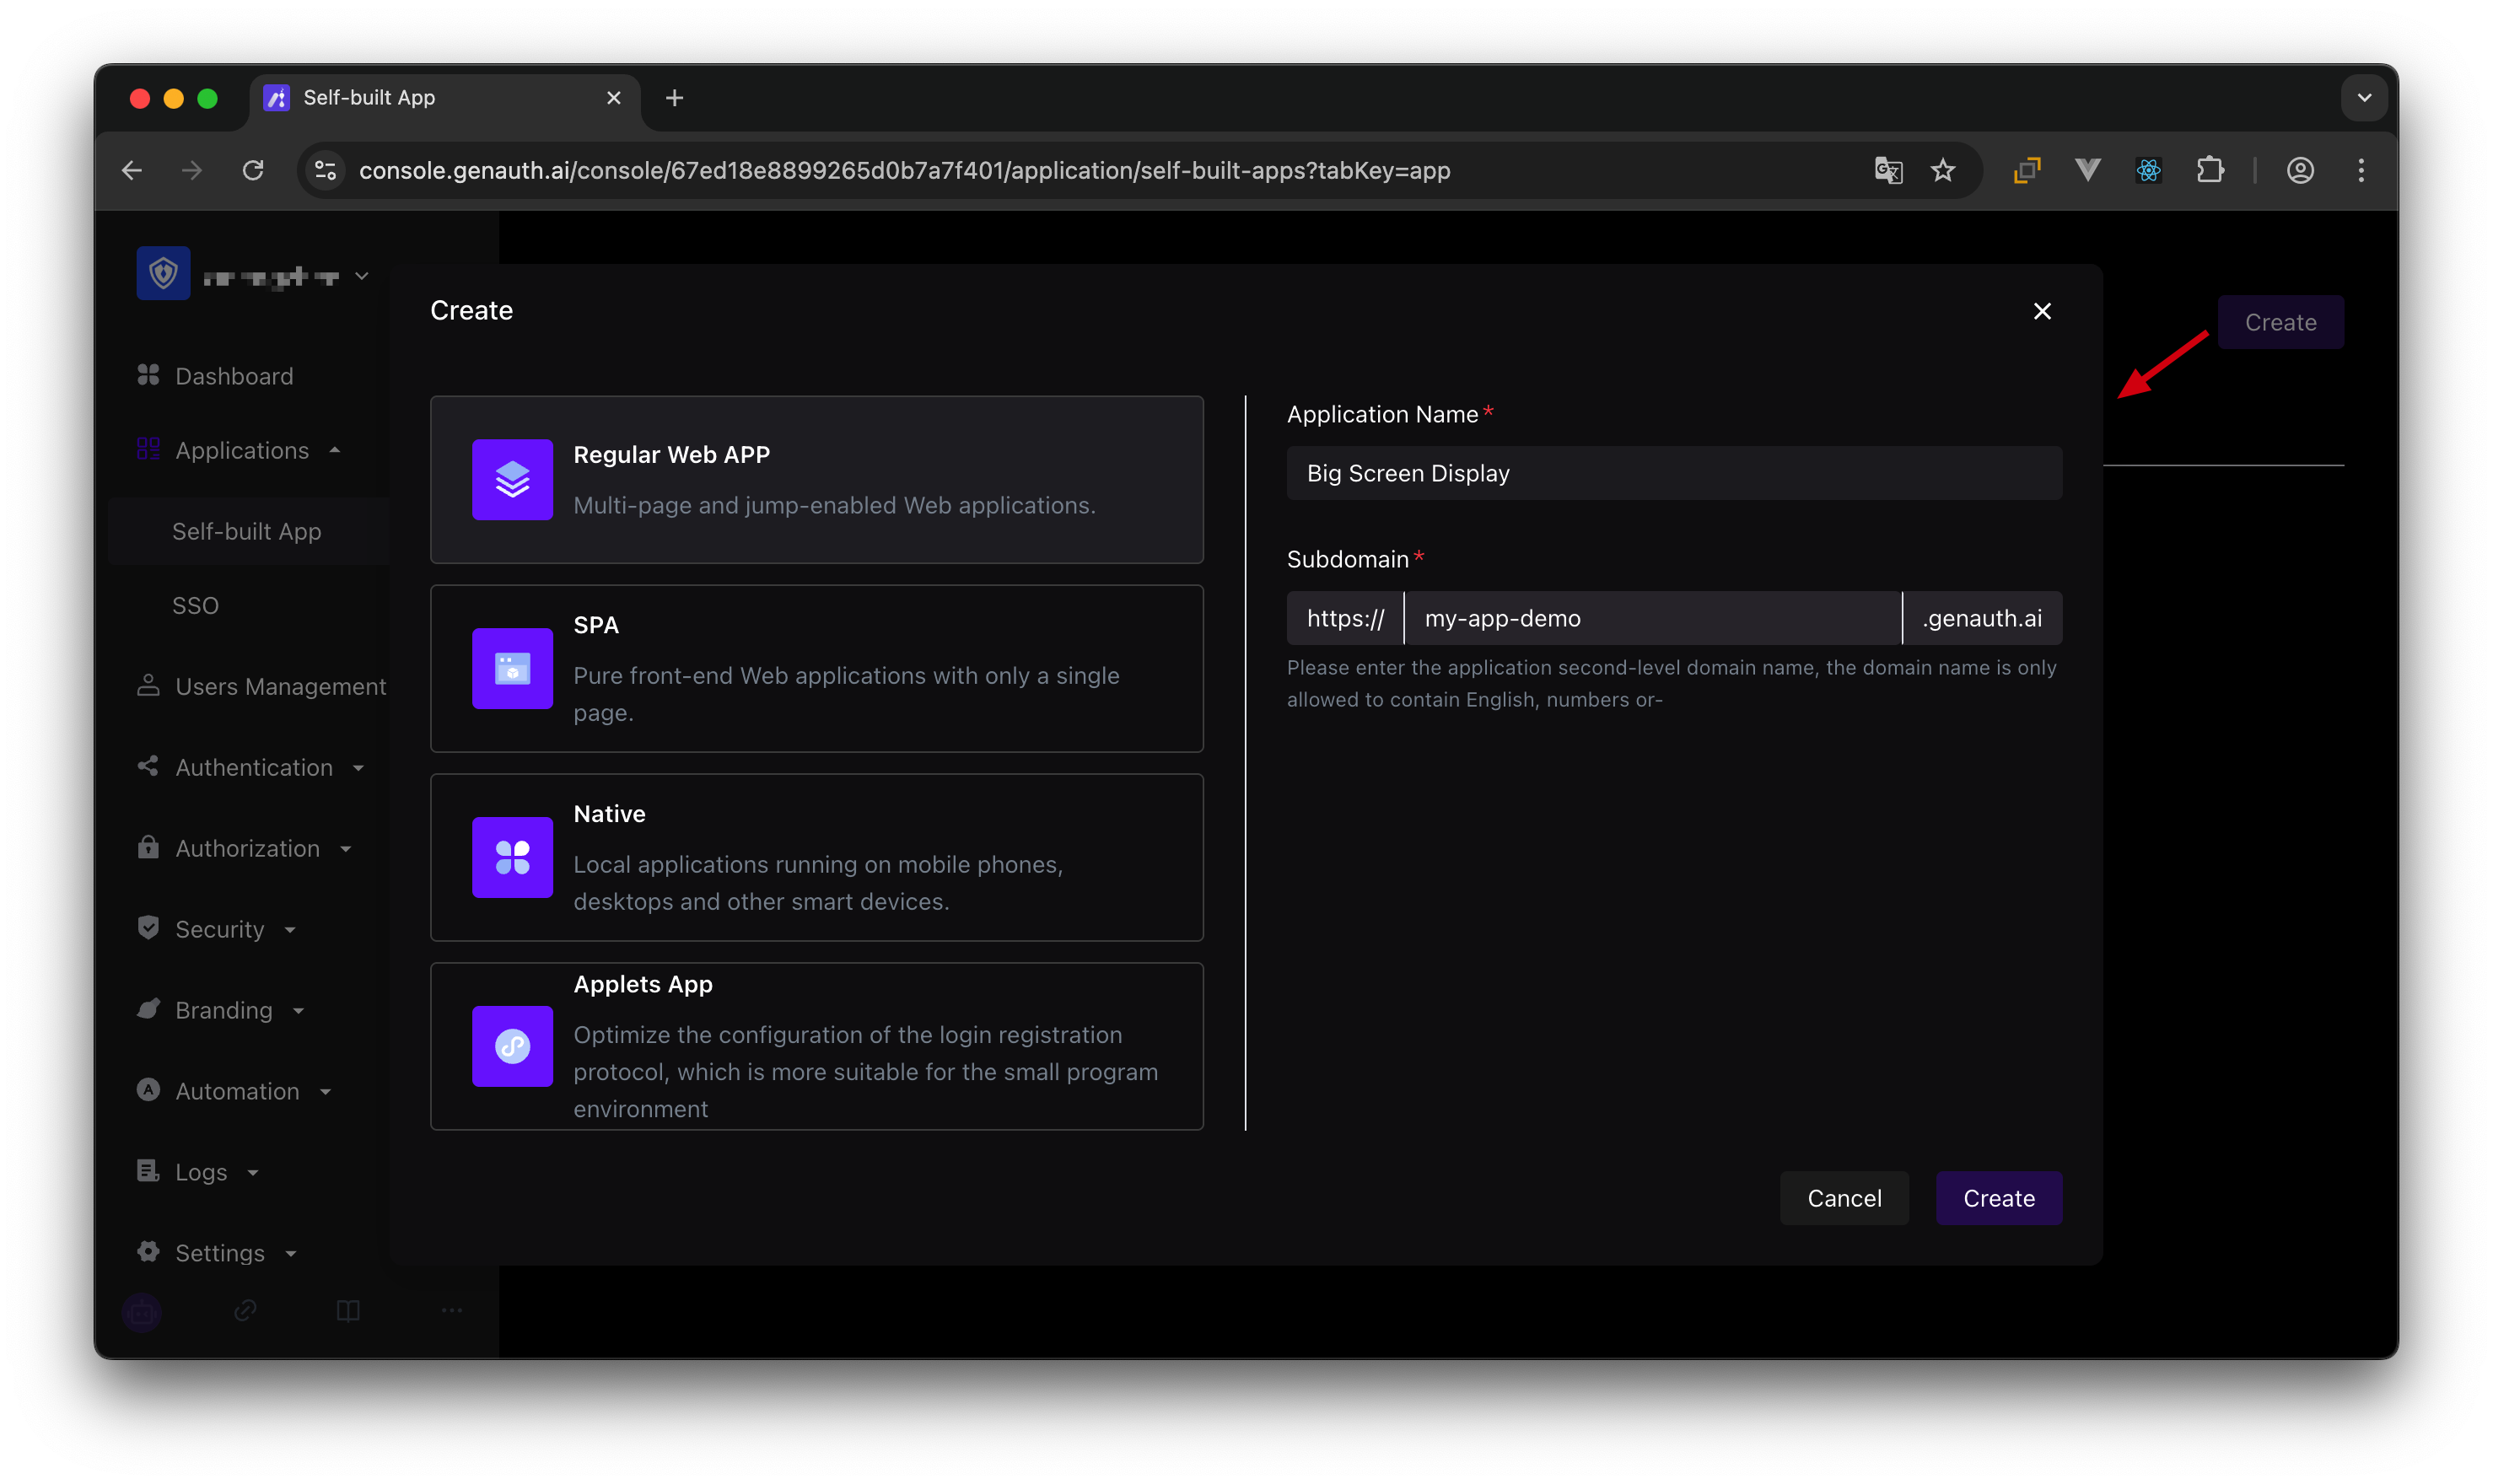 Self-built App
console.genauth.ai/console/67ed18e8899265d0b7a7f401/application/self-built-apps?tabKey=app
Dashboard
Applications
Self-built App
SSO
Users Management
Authentication
Authorization
Security
Branding
Automation
Logs
Settings
Create
Create
Regular Web APP
Multi-page and jump-enabled Web applications.
SPA
Pure front-end Web applications with only a single
page.
Native
Local applications running on mobile phones,
desktops and other smart devices.
Applets App
Optimize the configuration of the login registration
protocol, which is more suitable for the small program
environment
Application Name*
Big Screen Display
Subdomain*
https:// my-app-demo .genauth.ai
Please enter the application second-level domain name, the domain name is only
allowed to contain English, numbers or-
Cancel Create